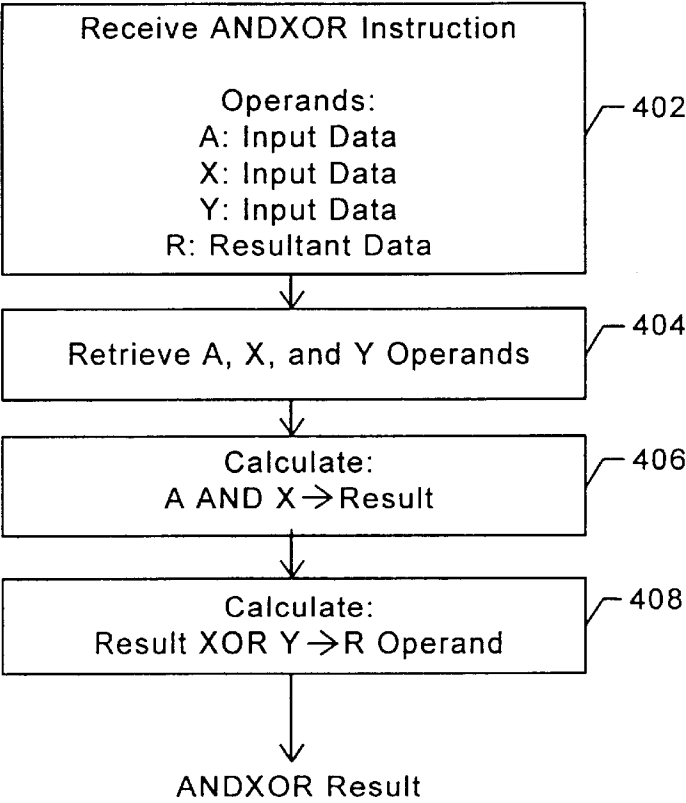 Receive ANDXOR Instruction
Operands:
A: Input Data
X: Input Data
Y: Input Data
R: Resultant Data
402
Retrieve A, X, and Y Operands
404
Calculate:
A AND X→Result
406
Calculate:
Result XOR Y→R Operand
408
ANDXOR Result